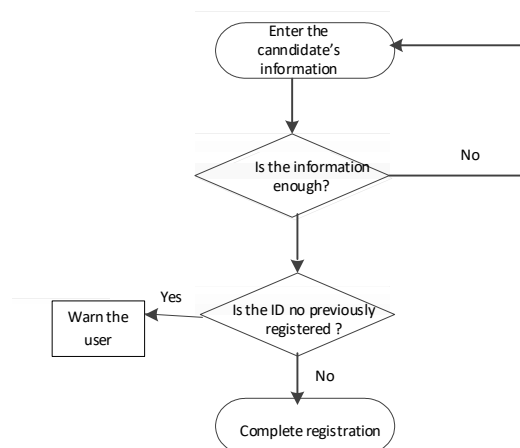 Enter the
canndidate's
information
Is the information
enough?
No
Is the ID no previously
registered ?
Yes
Warn the
user
No
Complete registration